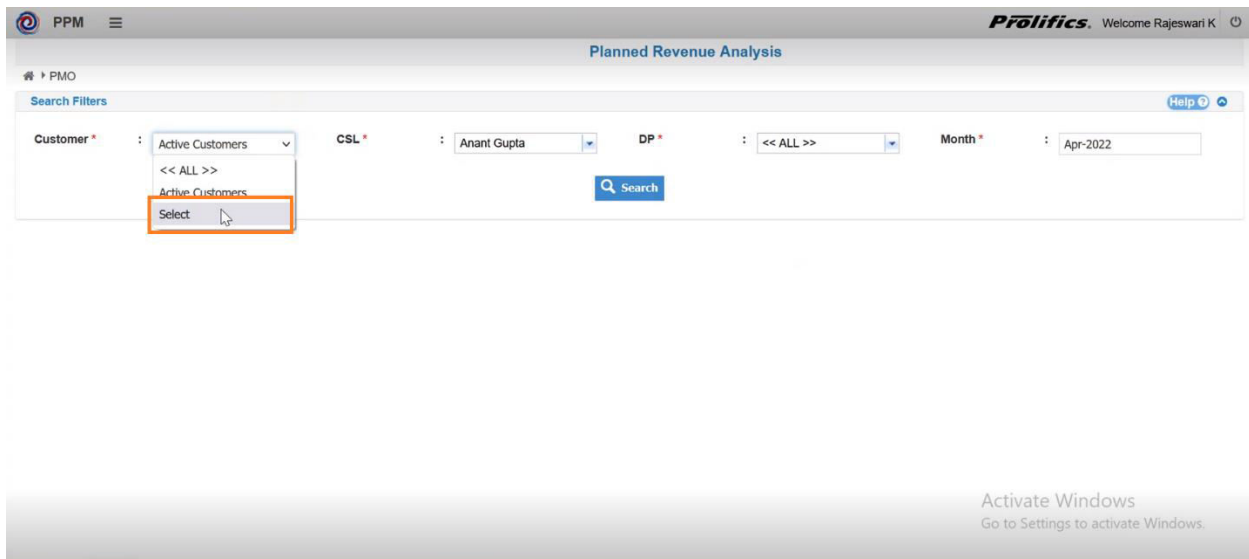 PPM
Prolifics. Welcome Rajeswari K
Planned Revenue Analysis
PMO
Search Filters Help ?
Customer * : Active Customers CSL * : Anant Gupta DP * : << ALL >> Month * : Apr-2022
<< ALL >>
Active Customers
Select
Search
Activate Windows
Go to Settings to activate Windows.